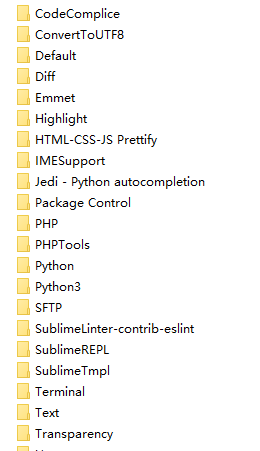 CodeComplice
ConvertToUTF8
Default
Diff
Emmet
Highlight
HTML-CSS-JS Prettify
IMESupport
Jedi - Python autocompletion
Package Control
PHP
PHPTools
Python
Python3
SFTP
SublimeLinter-contrib-eslint
SublimeREPL
SublimeTmpl
Terminal
Text
Transparency